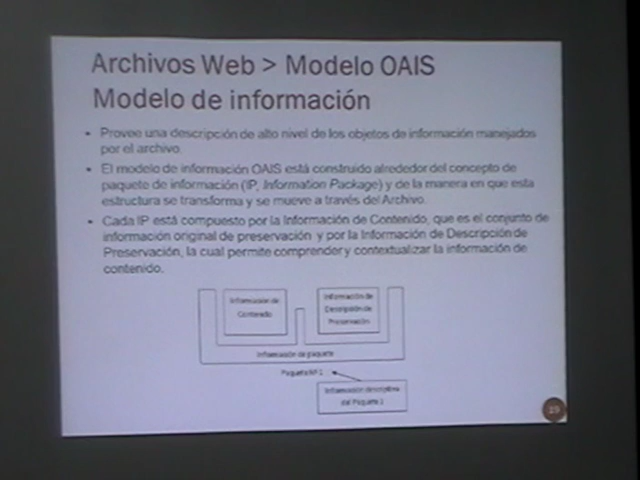 Archivos Web > Modelo OAIS
Modelo de información
• Provee una descripción de alto nivel de los objetos de información manejados
por el archivo.
• El modelo de información OAIS está construido alrededor del concepto de
paquete de información (IP, Information Package) y de la manera en que esta
estructura se transforma y se mueve a través del Archivo.
• Cada IP está compuesto por la Información de Contenido, que es el conjunto de
información original de preservación y por la Información de Descripción de
Preservación, la cual permite comprender y contextualizar la información de
contenido.
Información de
Contenido
Información de
Descripción de
Preservación
Información de paquete
Paquete Nº 1
Información descriptiva
del Paquete 1